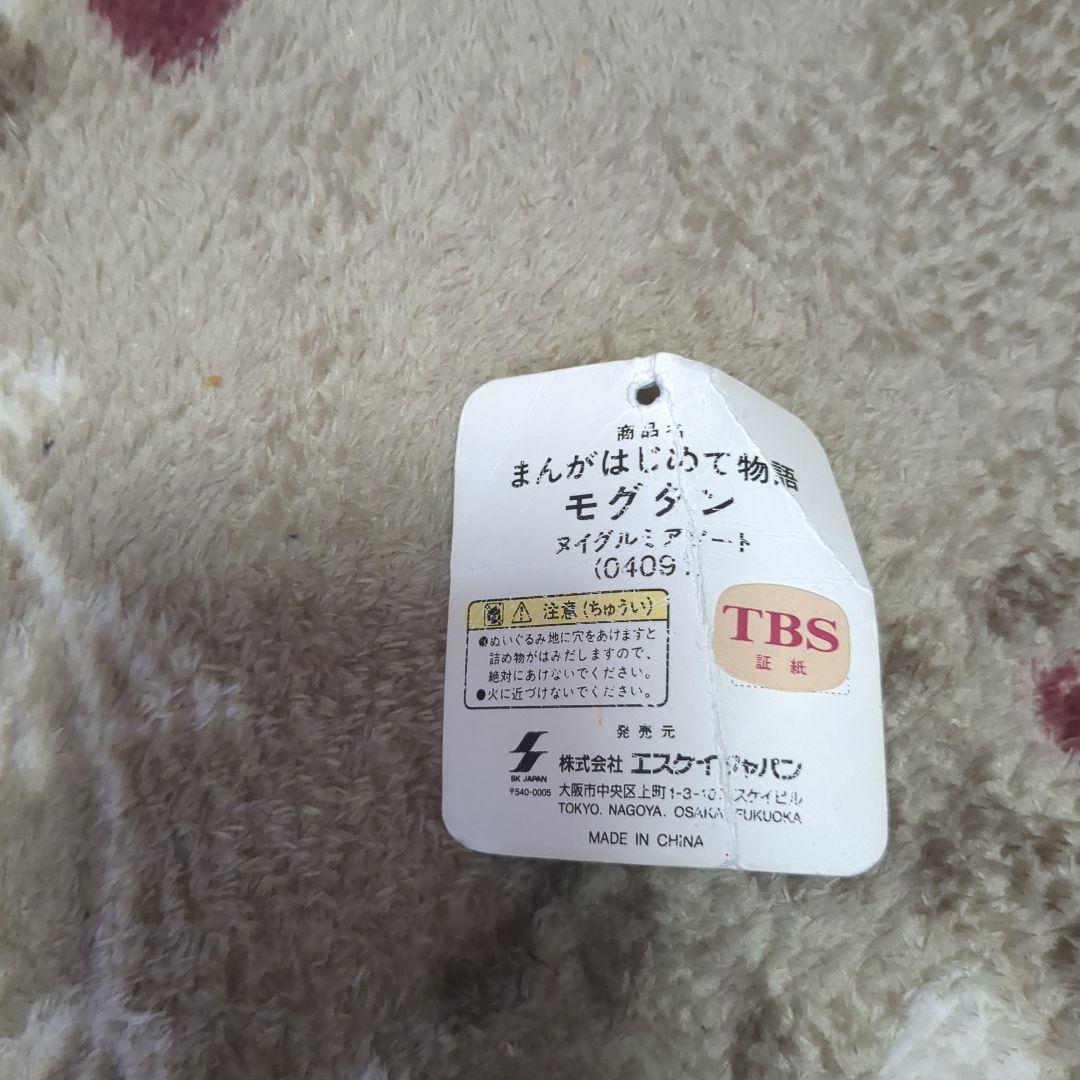 商品名
まんがはじめて物語
モグタン
ヌイグルミアソート
(0409)
注意(ちゅうい)
●ぬいぐるみ地に穴をあけますと
詰め物がはみだしますので、
絶対にあけないでください。
●火に近づけないでください。
TBS
証紙
発売元
SK JAPAN
株式会社 エスケイジャパン
〒540-0005 大阪市中央区上町1-3-10 スケイビル
TOKYO. NAGOYA. OSAKA. FUKUOKA
MADE IN CHINA